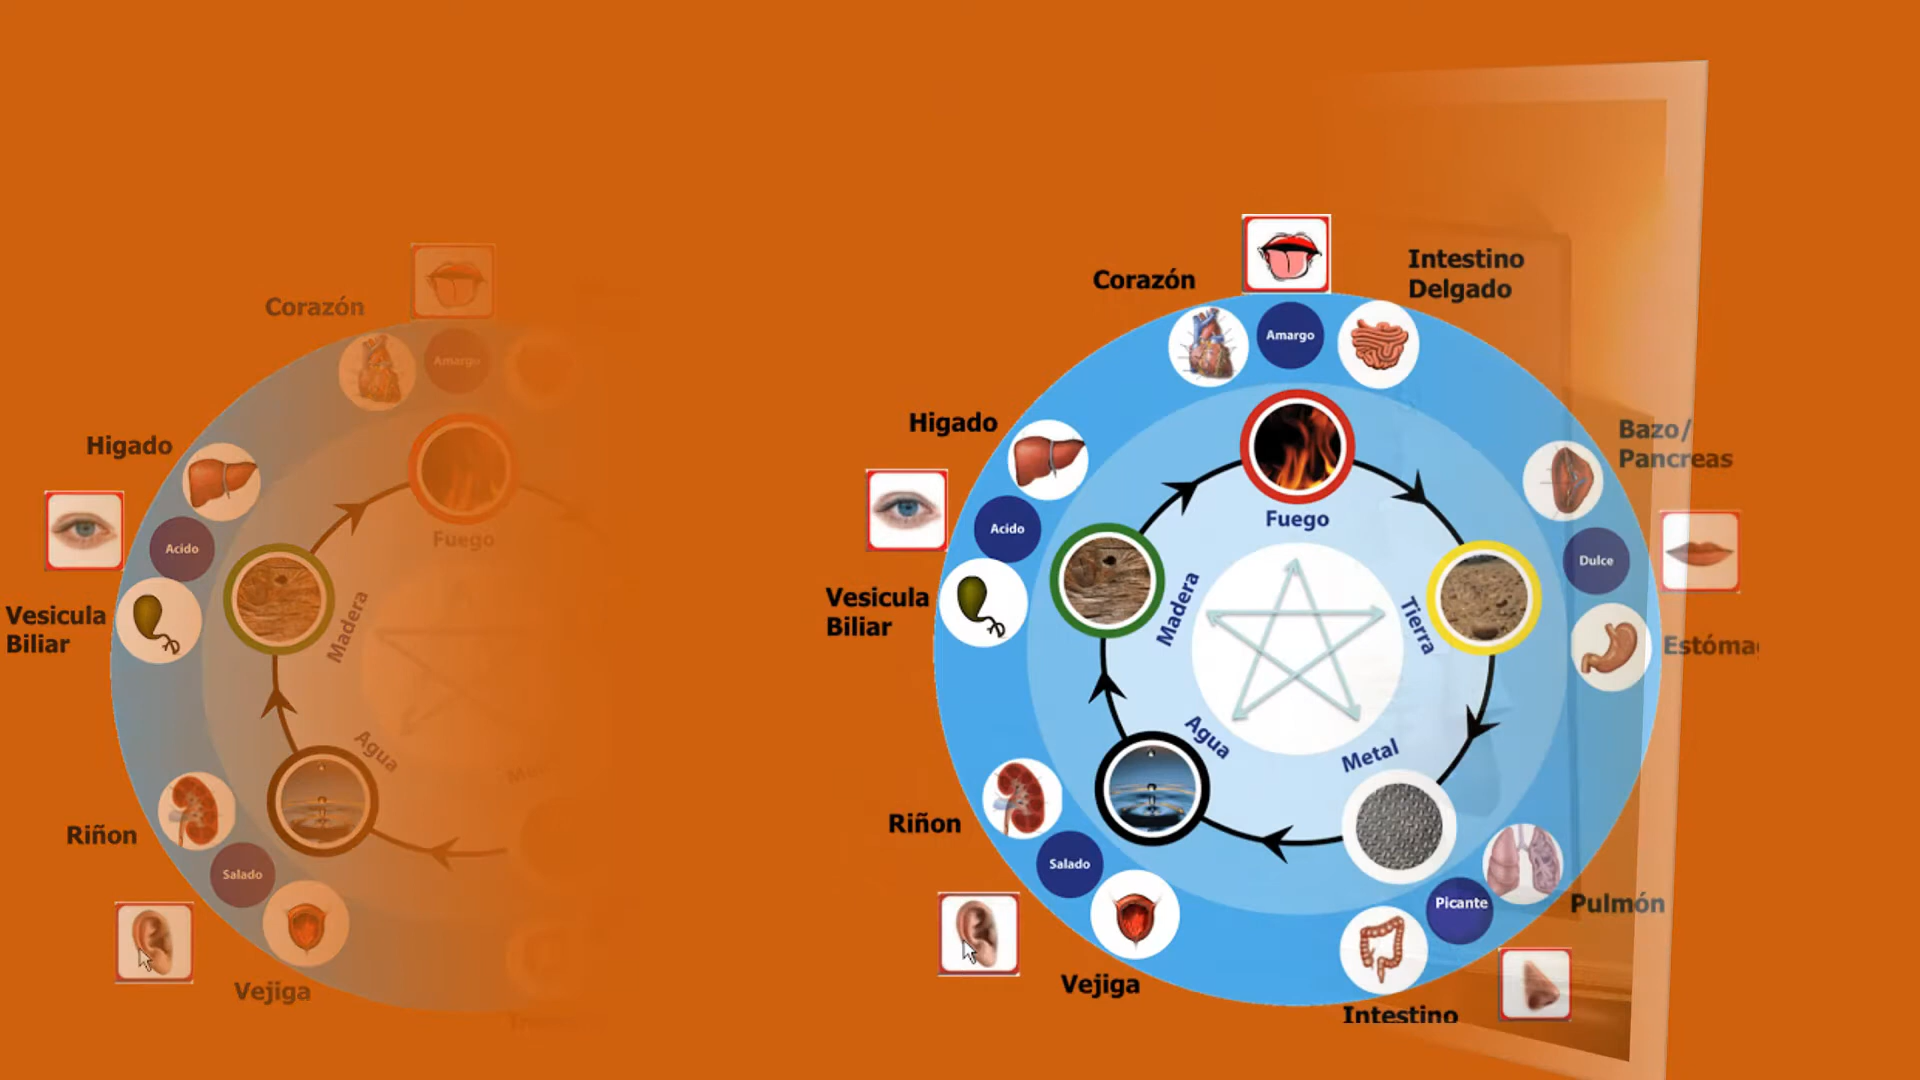 Corazón
Amargo
Fuego
Higado
Acido
Madera
Vesicula
Biliar
Agua
Riñon
Salado
Vejiga
Corazón
Amargo
Intestino
Delgado
Fuego
Higado
Acido
Madera
Vesicula
Biliar
Bazo/
Pancreas
Dulce
Tierra
Estómag
Agua
Metal
Riñon
Salado
Vejiga
Picante
Pulmón
Intestino